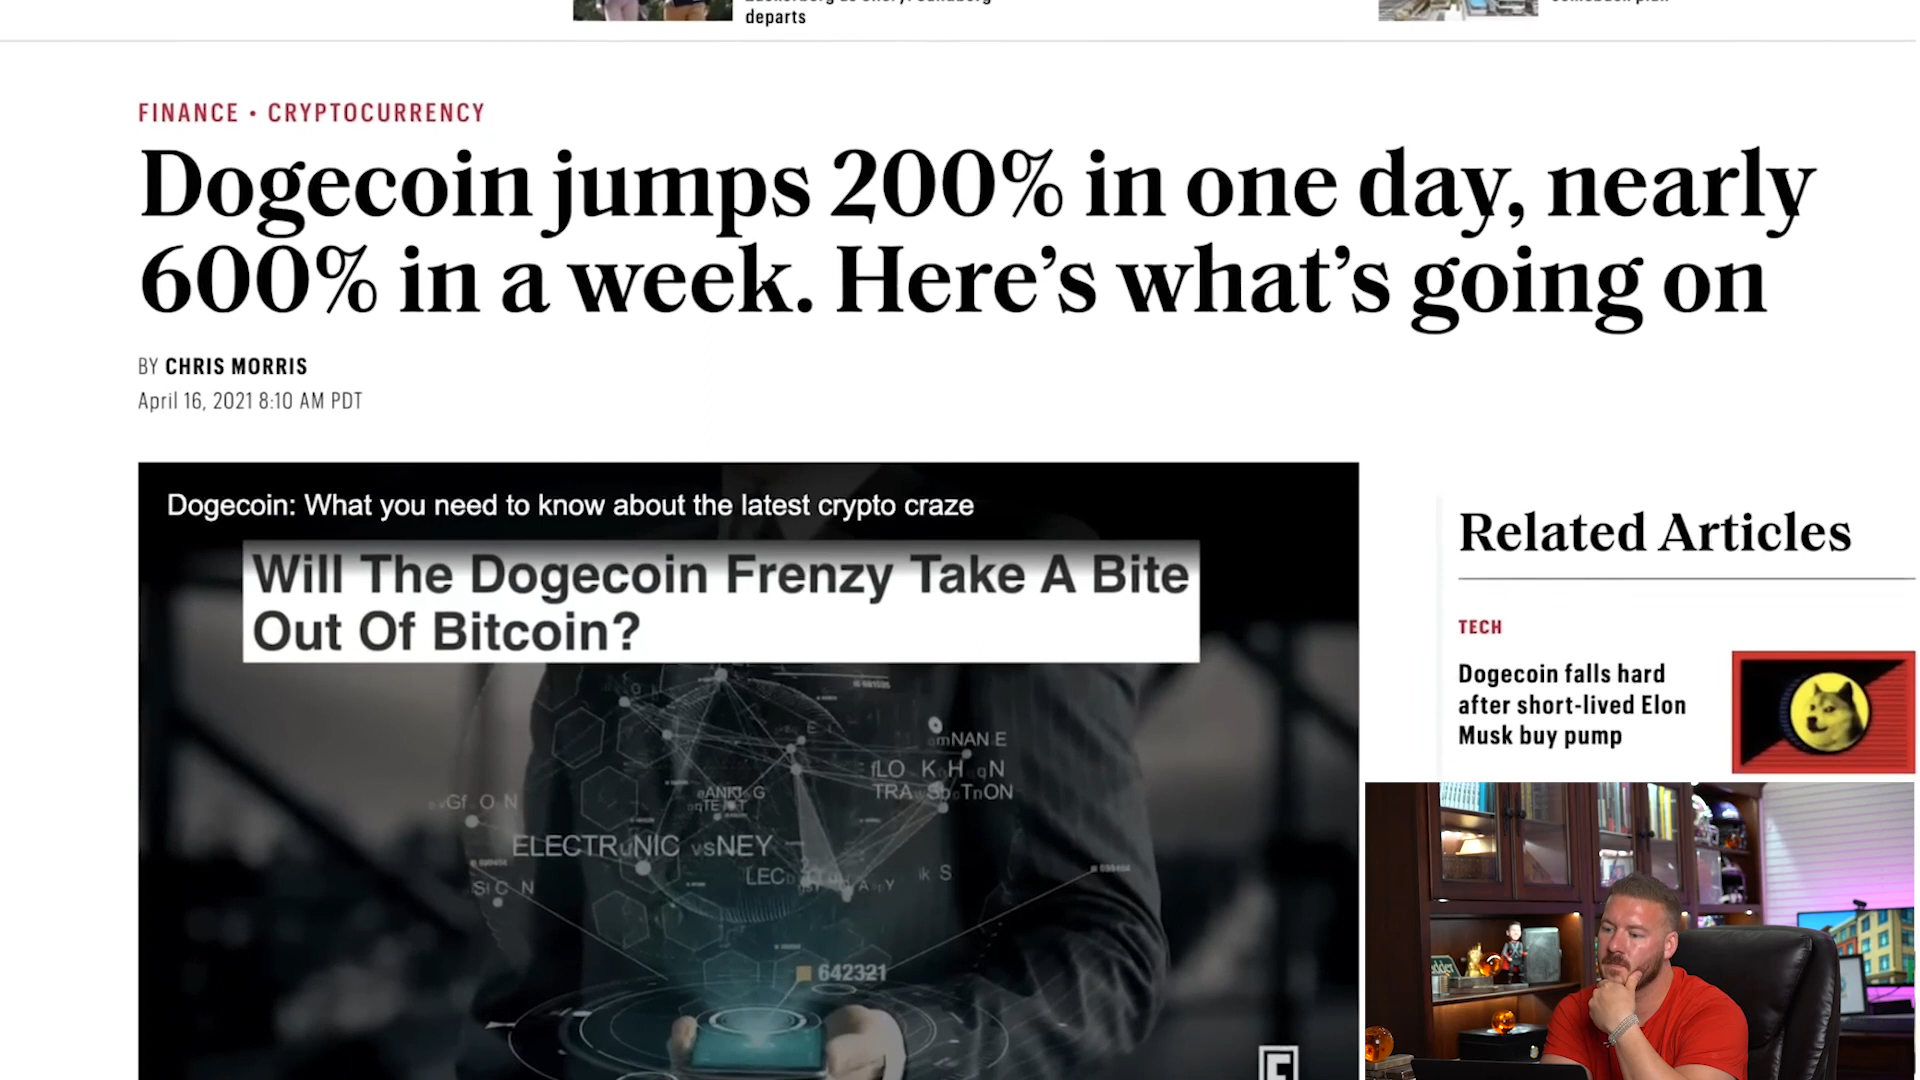 departs
FINANCE • CRYPTOCURRENCY
Dogecoin jumps 200% in one day, nearly
600% in a week. Here’s what’s going on
BY CHRIS MORRIS
April 16, 2021 8:10 AM PDT
Dogecoin: What you need to know about the latest crypto craze
Will The Dogecoin Frenzy Take A Bite
Out Of Bitcoin?
642321
Related Articles
TECH
Dogecoin falls hard
after short-lived Elon
Musk buy pump